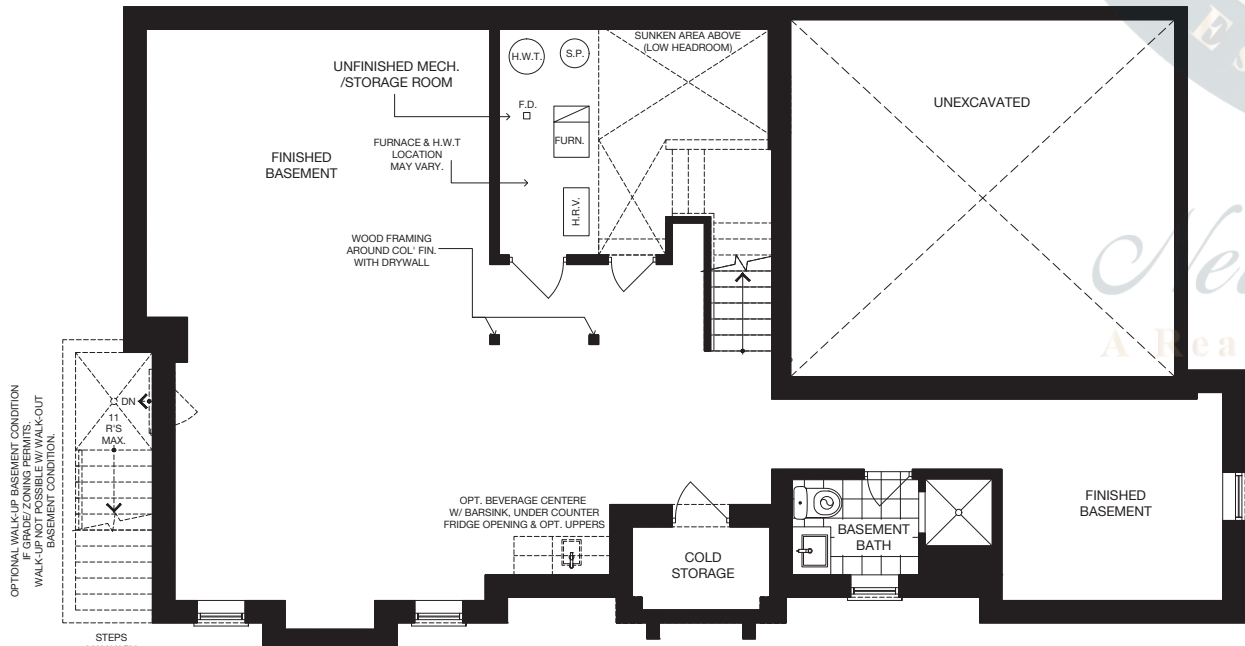 SUNKEN AREA ABOVE
(LOW HEADROOM)
H.W.T.
S.P.
UNFINISHED MECH.
/STORAGE ROOM
F.D.
FURN.
UNEXCAVATED
FURNACE & H.W.T
LOCATION
MAY VARY.
FINISHED
BASEMENT
H.R.V.
WOOD FRAMING
AROUND COL' FIN.
WITH DRYWALL
A Rea
DN
11
R'S
MAX.
OPTIONAL WALK-UP BASEMENT CONDITION
IF GRADE/ ZONING PERMITS.
WALK-UP NOT POSSIBLE W/ WALK-OUT
BASEMENT CONDITION.
OPT. BEVERAGE CENTERE
W/ BARSINK, UNDER COUNTER
FRIDGE OPENING & OPT. UPPERS
COLD
STORAGE
BASEMENT
BATH
FINISHED
BASEMENT
STEPS